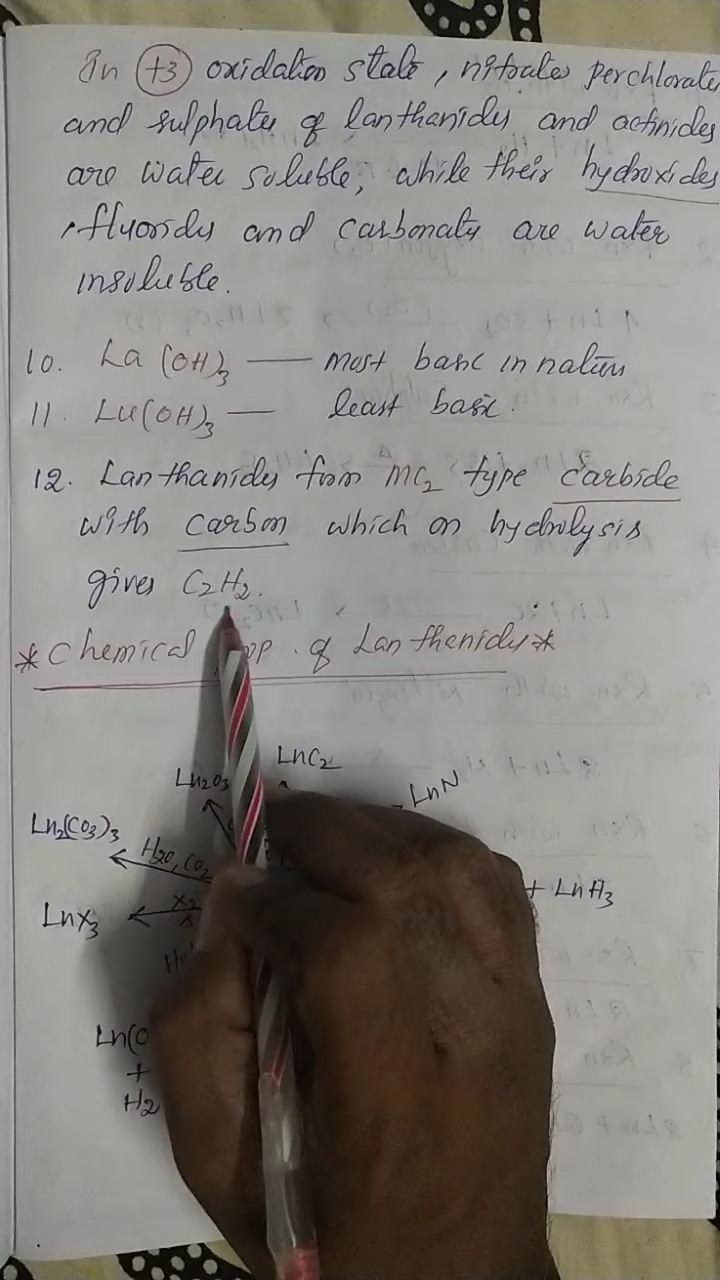 In +3 oxidation state, nitrates perchlorate
and sulphates of lanthanides and actinides
are water soluble, while their hydroxides
, fluorides and carbonates are water
insoluble.
10. La(OH)3 — most basic in nature
11. Lu(OH)3 — least basic.
12. Lanthanides form MC2 type carbide
with carbon which on hydrolysis
gives C2H2.
*Chemical of Lanthenides*
LnC2
Ln2O3
LnN
Ln2(CO3)3
H2O, CO2
+ LnH3
X2
LnX3
Δ
Ln(O
+
H2